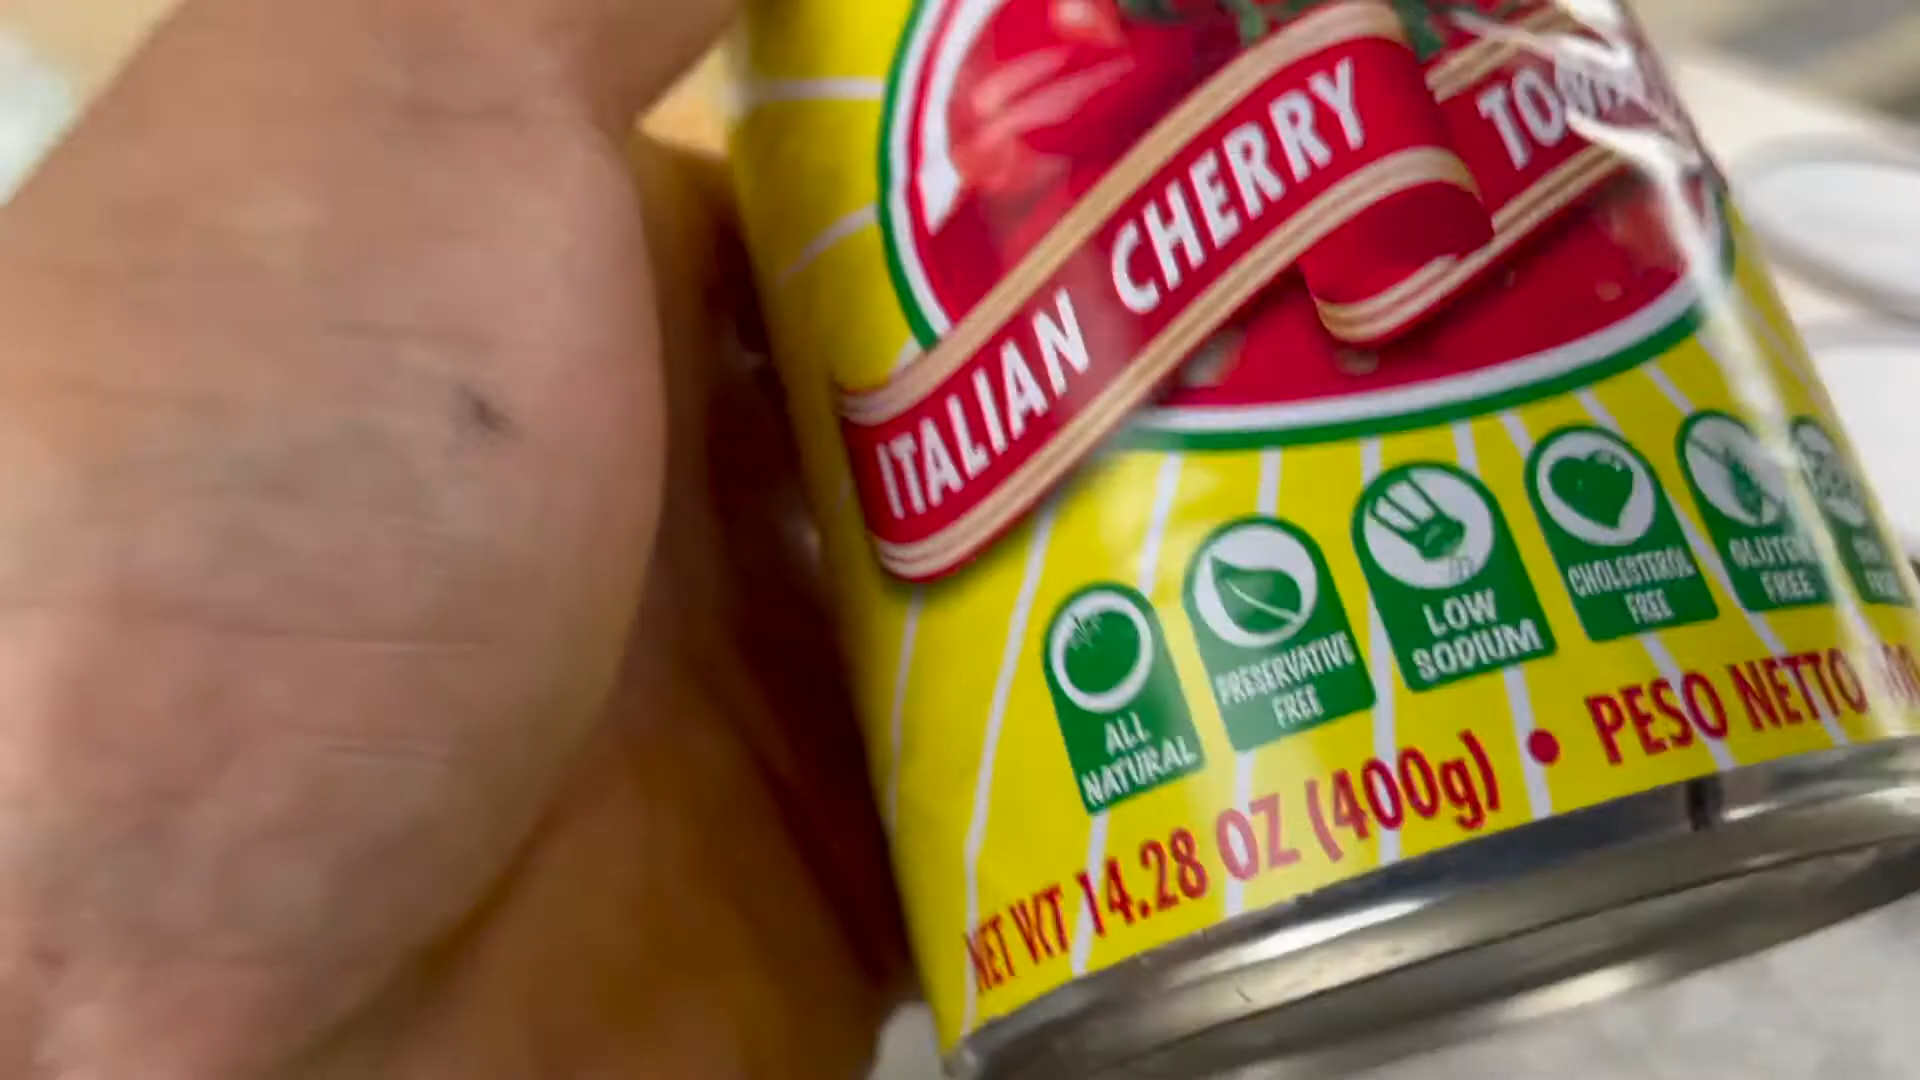 ITALIAN CHERRY
ALL
NATURAL
PRESERVATIVE
FREE
LOW
SODIUM
CHOLESTEROL
FREE
GLUTEN
FREE
NET WT 14.28 OZ (400g) • PESO NETTO